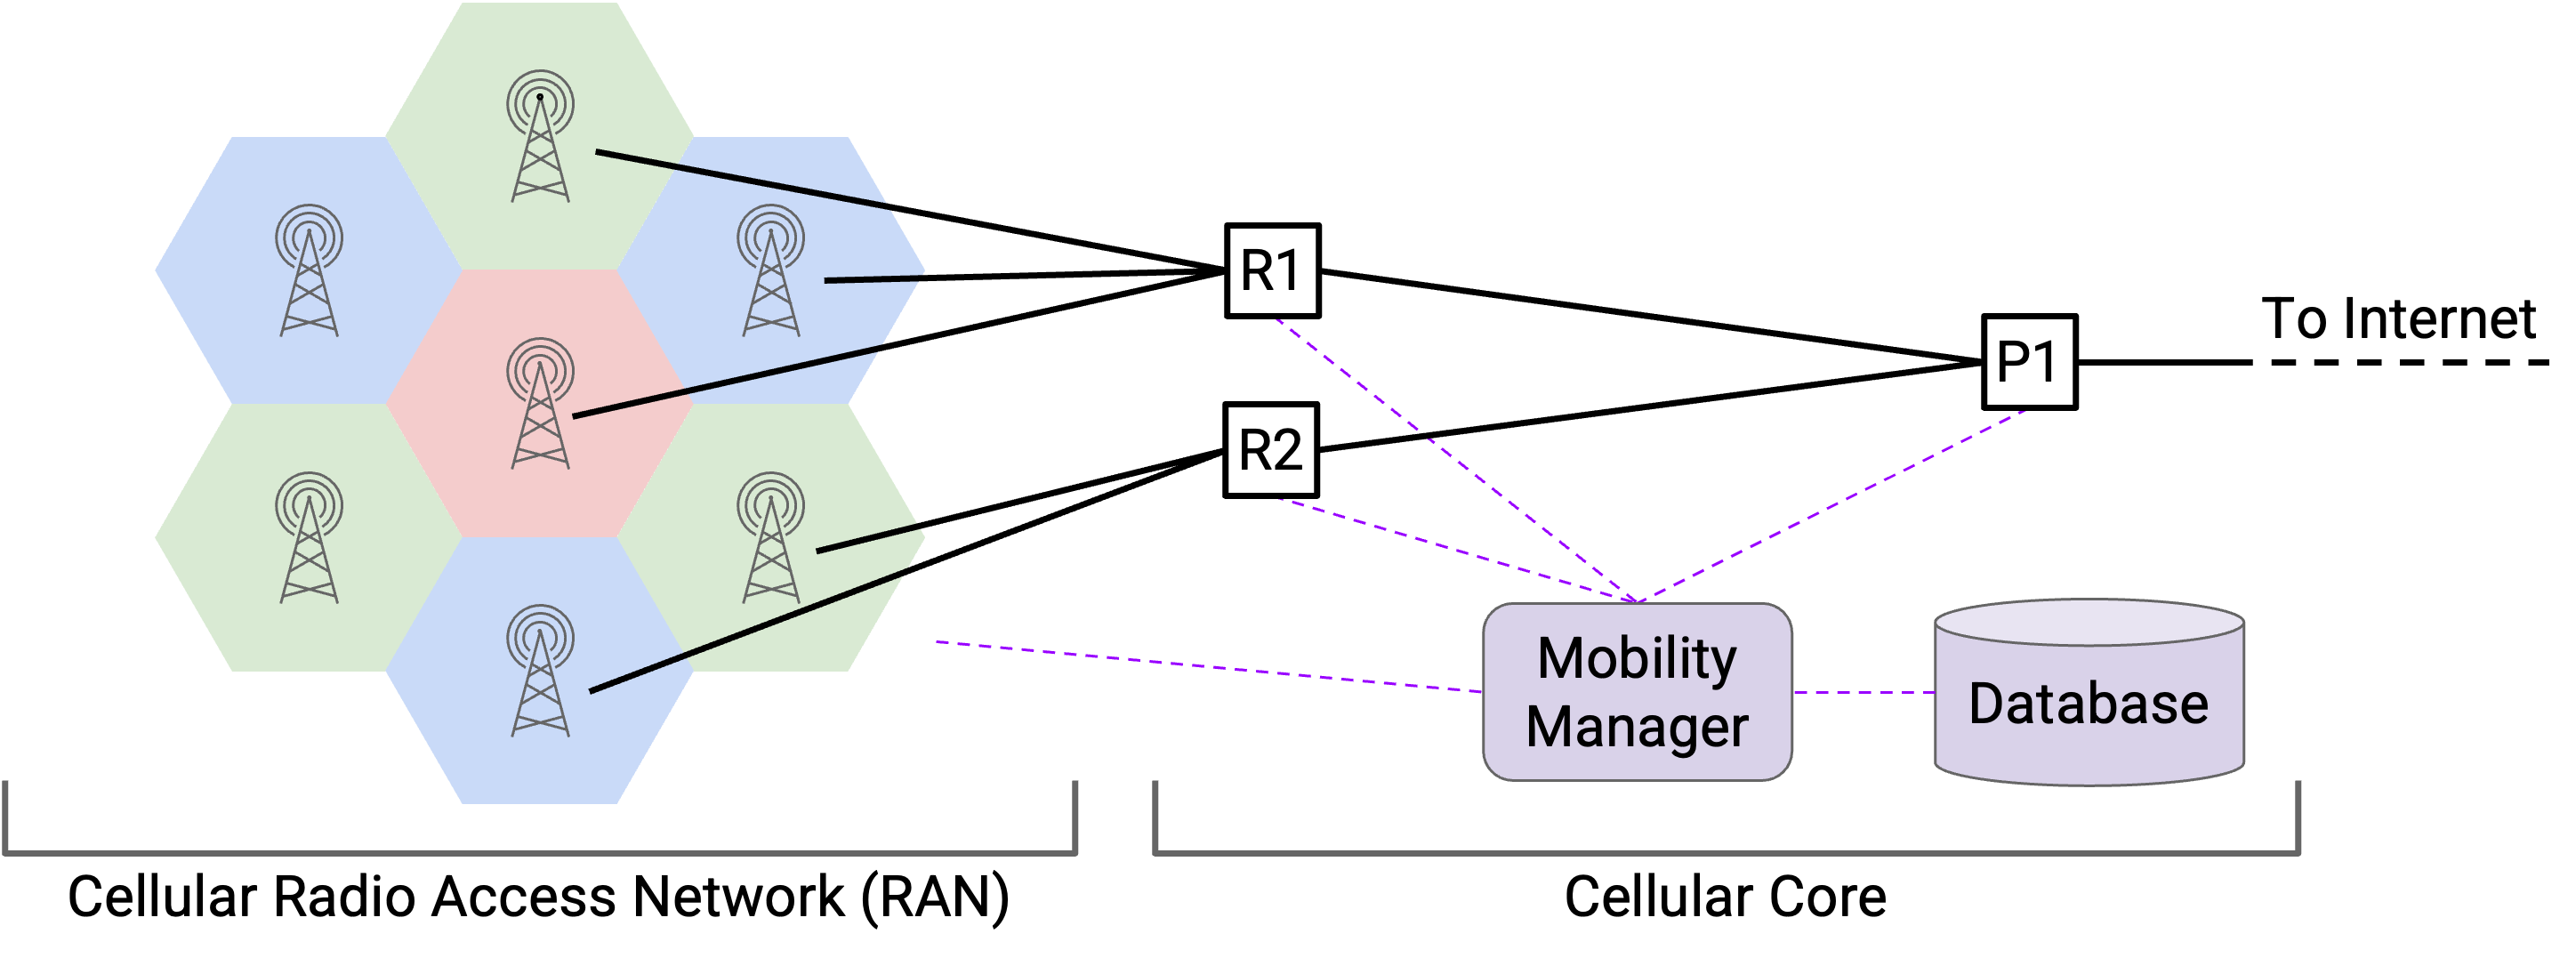 R1
To Internet
P1
R2
Mobility
Manager
Database
Cellular Radio Access Network (RAN)
Cellular Core